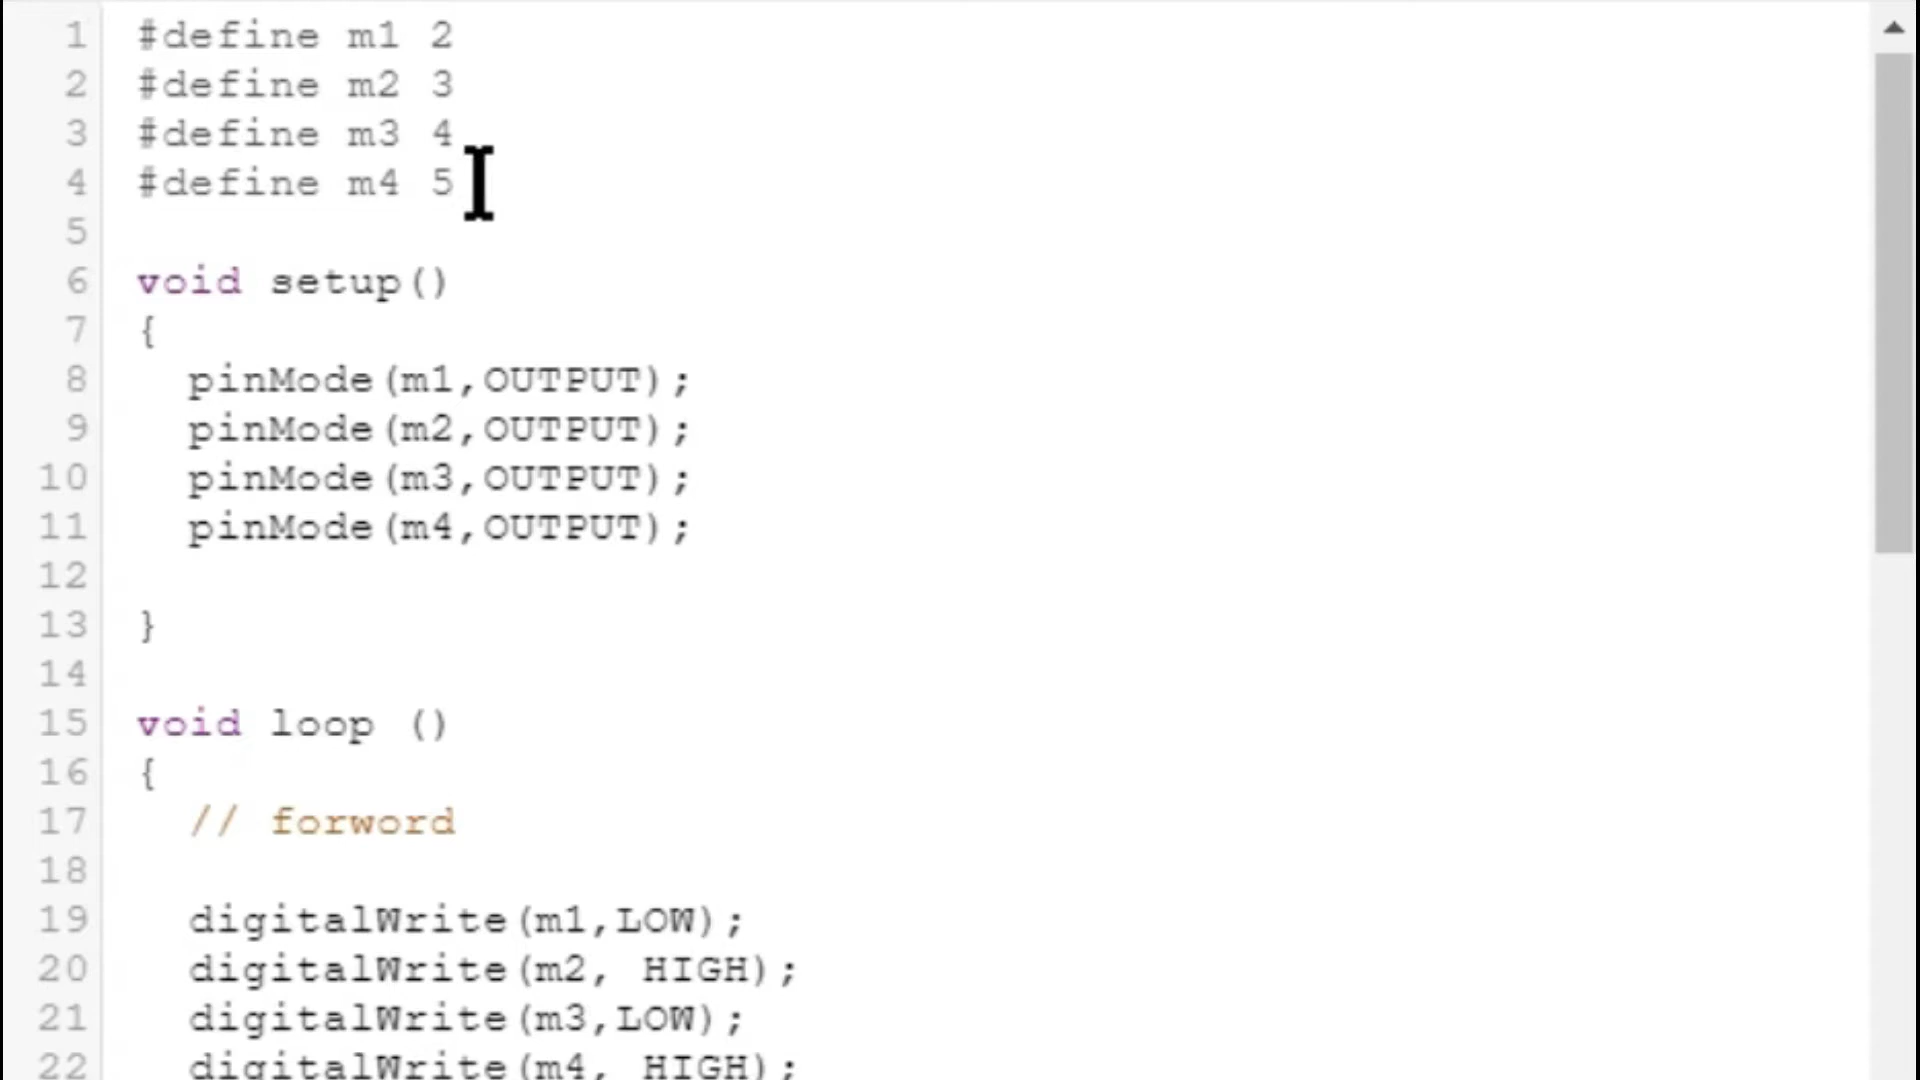 1 #define m1 2
2 #define m2 3
3 #define m3 4
4 #define m4 5
5
6 void setup()
7 {
8 pinMode(m1,OUTPUT);
9 pinMode(m2,OUTPUT);
10 pinMode(m3,OUTPUT);
11 pinMode(m4,OUTPUT);
12
13 }
14
15 void loop ()
16 {
17 // forword
18
19 digitalWrite(m1,LOW);
20 digitalWrite(m2, HIGH);
21 digitalWrite(m3,LOW);
22 digitalWrite(m4, HIGH);